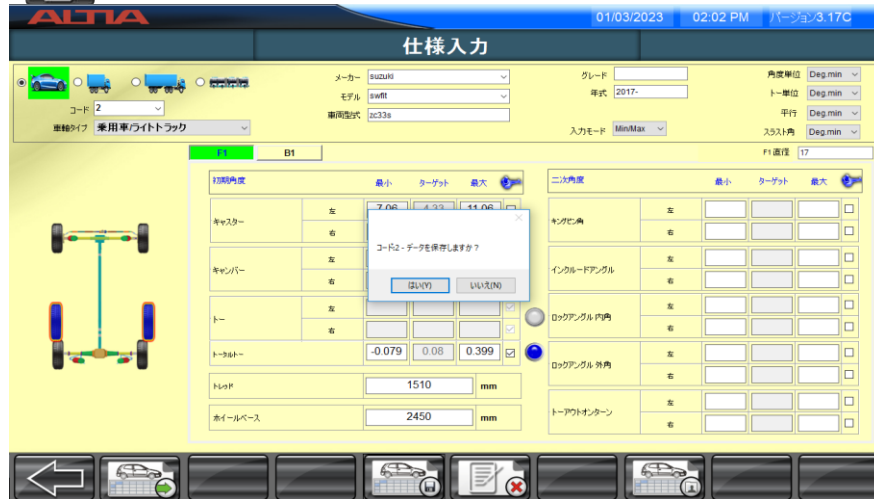 ALTIA 01/03/2023 02:02 PM バージョン3.17C
仕様入力
メーカー suzuki グレード 角度単位 Deg.min
モデル swfit 年式 2017- トー単位 Deg.min
コード 2 車両型式 zc33s 平行 Deg.min
車軸タイプ 乗用車/ライトトラック 入力モード Min/Max スラスト角 Deg.min
F1 B1 F1直径 17
初期角度 最小 ターゲット 最大 二次角度 最小 ターゲット 最大
キャスター 左 7.06 4.33 11.06 キングピン角 左
右 右
コード:2 - データを保存しますか?
キャンバー 左 インクルードアングル 左
右 右
はい(Y) いいえ(N)
トー 左 ロックアングル 内角 左
右 右
トータルトー -0.079 0.08 0.399 ロックアングル 外角 左
右
トレッド 1510 mm
トーアウトオンターン 左
ホイールベース 2450 mm 右